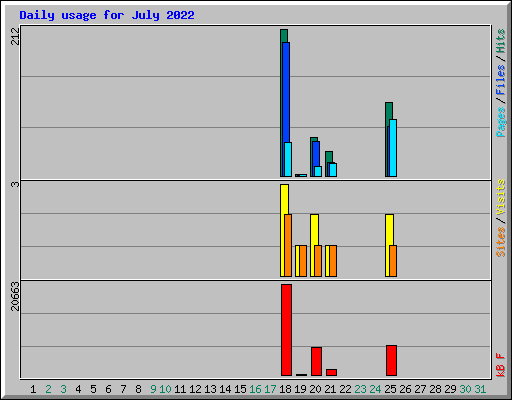 Daily usage for July 2022
212
Pages/Files/Hits
3
Sites/Visits
20663
kB F
1 2 3 4 5 6 7 8 9 10 11 12 13 14 15 16 17 18 19 20 21 22 23 24 25 26 27 28 29 30 31